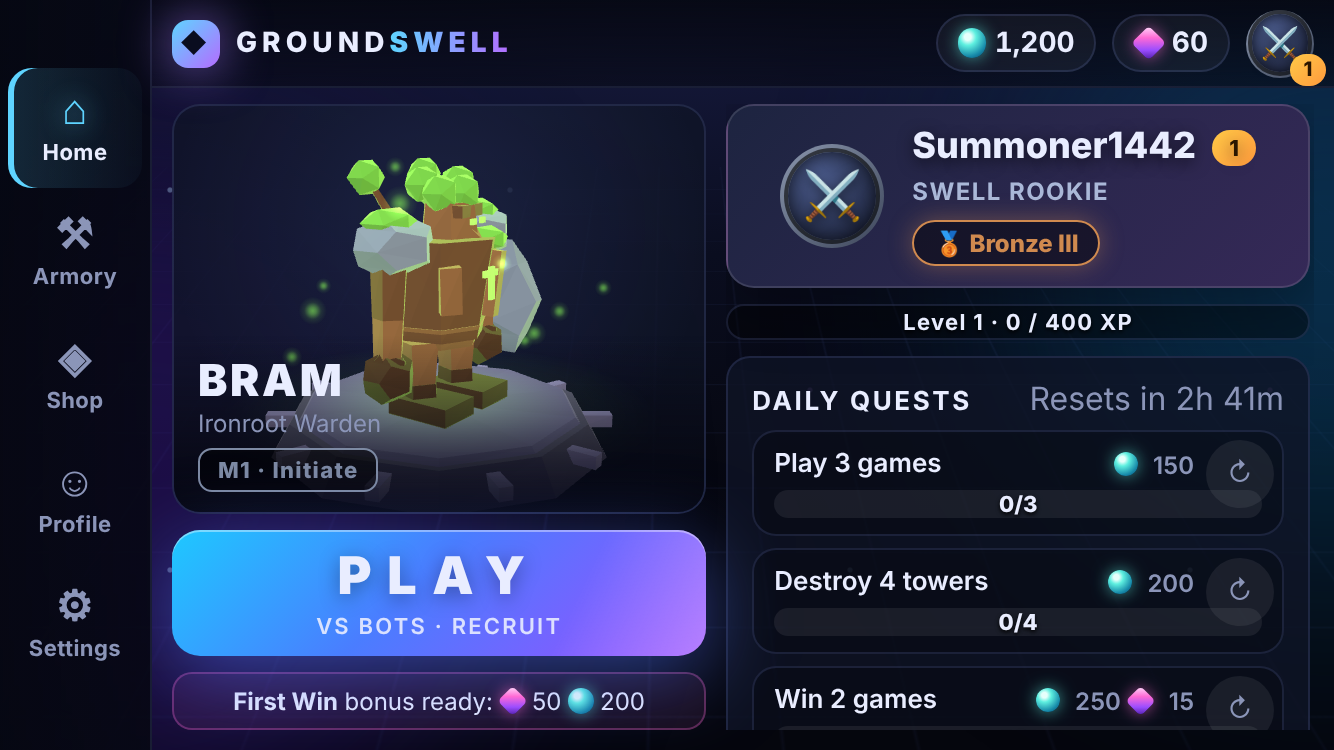 GROUNDSWELL
1,200
60
1
Home
Armory
Shop
Profile
Settings
BRAM
Ironroot Warden
M1 · Initiate
PLAY
VS BOTS · RECRUIT
First Win bonus ready: 50 200
Summoner1442 1
SWELL ROOKIE
Bronze III
Level 1 · 0 / 400 XP
DAILY QUESTS Resets in 2h 41m
Play 3 games 150
0/3
Destroy 4 towers 200
0/4
Win 2 games 250 15